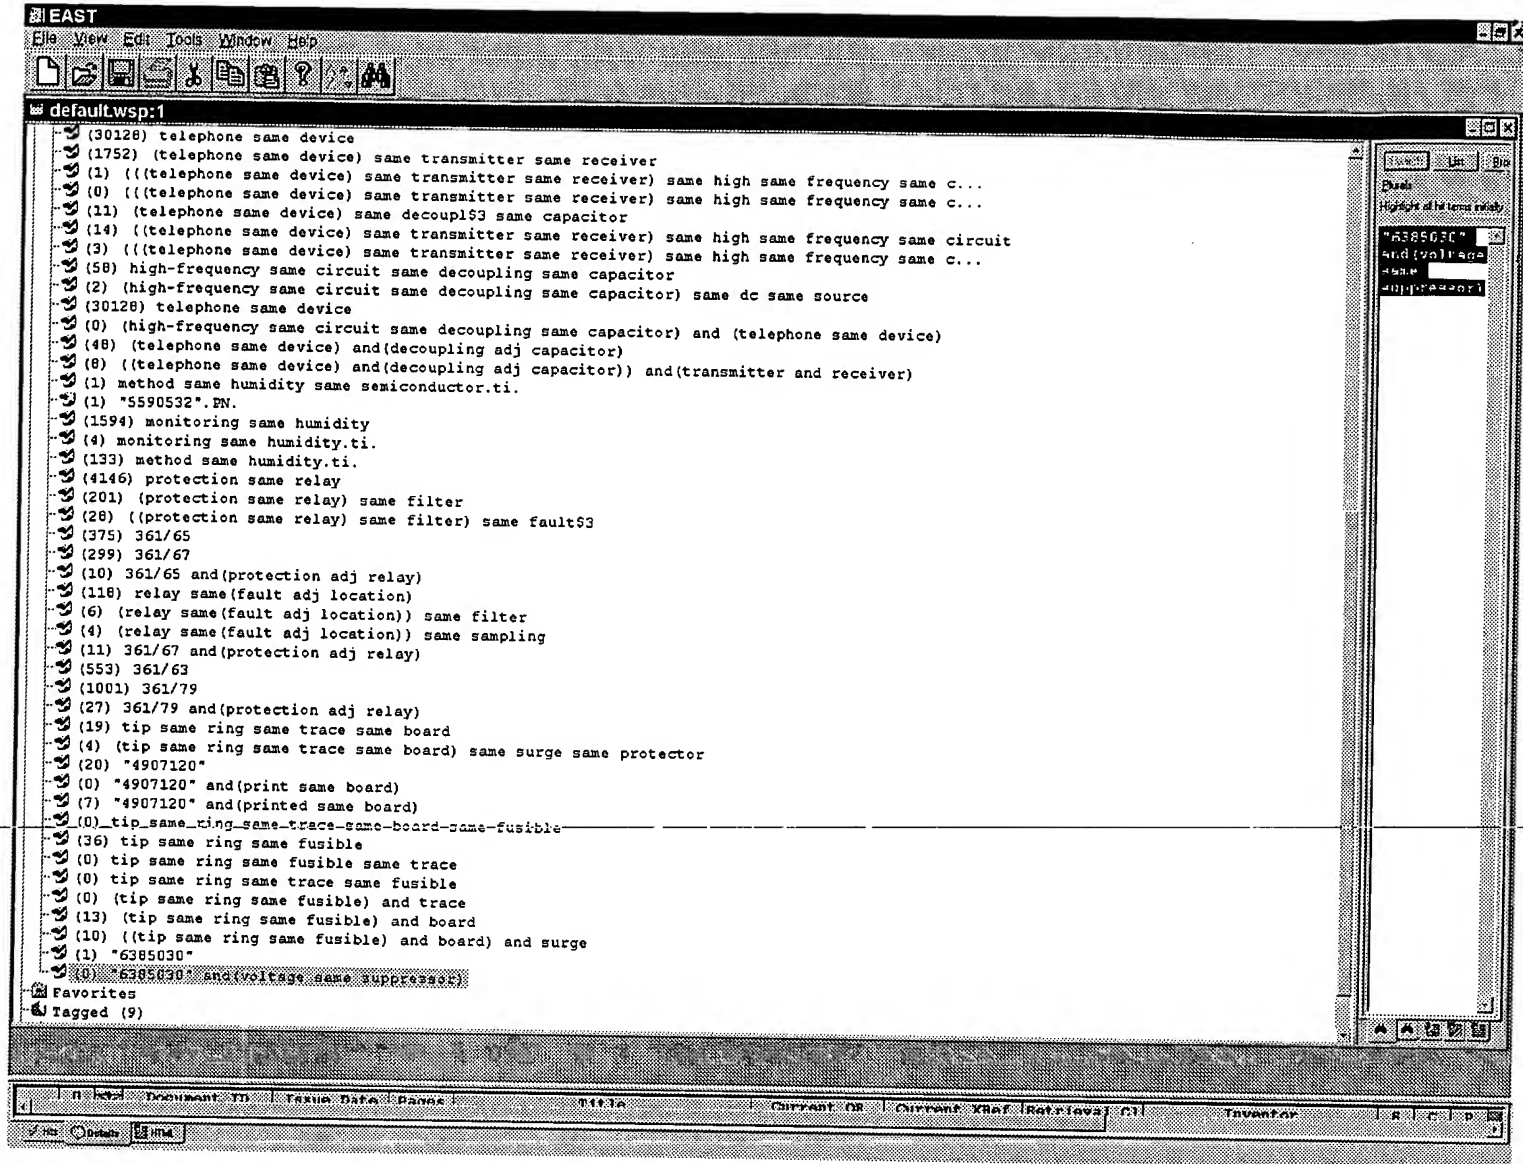 EAST
File View Edit Tools Window Help
default.wsp:1
(30128) telephone same device
(1752) (telephone same device) same transmitter same receiver
(1) (((telephone same device) same transmitter same receiver) same high same frequency same c...
(0) (((telephone same device) same transmitter same receiver) same high same frequency same c...
(11) (telephone same device) same decoupl$3 same capacitor
(14) ((telephone same device) same transmitter same receiver) same high same frequency same circuit
(3) (((telephone same device) same transmitter same receiver) same high same frequency same c...
(58) high-frequency same circuit same decoupling same capacitor
(2) (high-frequency same circuit same decoupling same capacitor) same dc same source
(30128) telephone same device
(0) (high-frequency same circuit same decoupling same capacitor) and (telephone same device)
(48) (telephone same device) and(decoupling adj capacitor)
(8) ((telephone same device) and(decoupling adj capacitor)) and(transmitter and receiver)
(1) method same humidity same semiconductor.ti.
(1) "5590532".PN.
(1594) monitoring same humidity
(4) monitoring same humidity.ti.
(133) method same humidity.ti.
(4146) protection same relay
(201) (protection same relay) same filter
(28) ((protection same relay) same filter) same fault$3
(375) 361/65
(299) 361/67
(10) 361/65 and(protection adj relay)
(118) relay same(fault adj location)
(6) (relay same(fault adj location)) same filter
(4) (relay same(fault adj location)) same sampling
(11) 361/67 and(protection adj relay)
(553) 361/63
(1001) 361/79
(27) 361/79 and(protection adj relay)
(19) tip same ring same trace same board
(4) (tip same ring same trace same board) same surge same protector
(20) "4907120"
(0) "4907120" and(print same board)
(7) "4907120" and(printed same board)
(0) tip same ring same trace same board same fusible
(36) tip same ring same fusible
(0) tip same ring same fusible same trace
(0) tip same ring same trace same fusible
(0) (tip same ring same fusible) and trace
(13) (tip same ring same fusible) and board
(10) ((tip same ring same fusible) and board) and surge
(1) "6385030"
(0) "6385030" and(voltage same suppressor)
Favorites
Tagged (9)
List
Plurals
Highlight all hit terms initially
"6385030"
and(voltage
same
suppressor)
Document ID Issue Date Pages Title Current OR Current XRef Retrieval Cl Inventor
Hits Details HTML